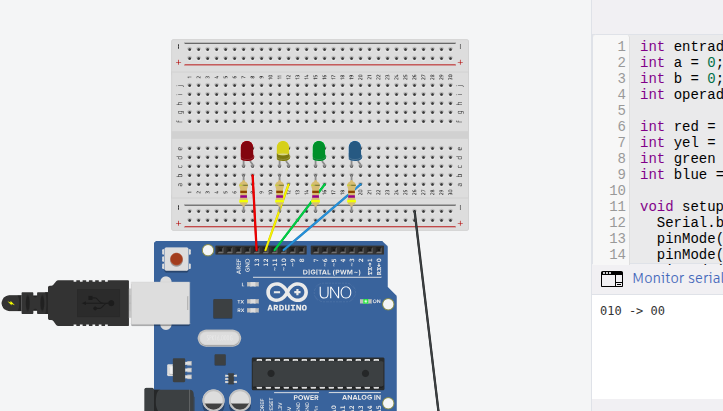 1 int entrad
2 int a = 0;
3 int b = 0;
4 int operad
5
6 int red =
7 int yel =
8 int green
9 int blue =
10
11 void setup
12 Serial.b
13 pinMode(
14 pinMode(
Monitor serial
010 -> 00
AREF
GND
13
12
~11
~10
~9
8
7
~6
~5
4
~3
2
TX→1
RX←0
DIGITAL (PWM~)
L
TX
RX
UNO
ON
ARDUINO
POWER
ANALOG IN